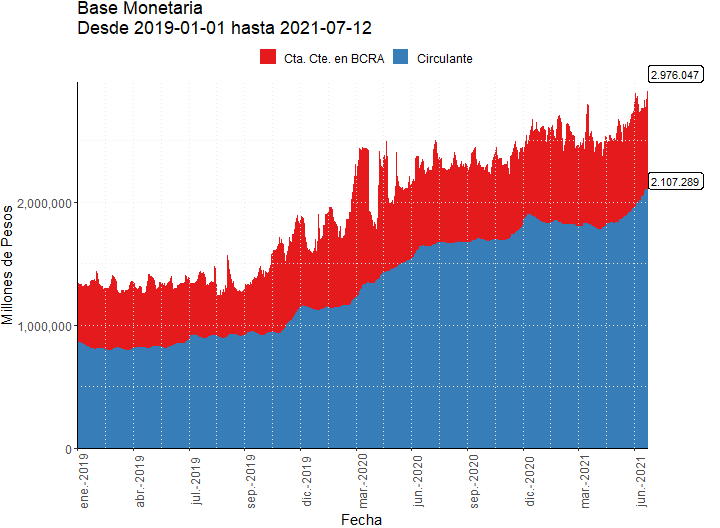 Base Monetaria
Desde 2019-01-01 hasta 2021-07-12
Cta. Cte. en BCRA
Circulante
2.976.047
2.107.289
Millones de Pesos
2,000,000
1,000,000
0
ene.-2019
abr.-2019
jul.-2019
sep.-2019
dic.-2019
mar.-2020
jun.-2020
sep.-2020
dic.-2020
mar.-2021
jun.-2021
Fecha